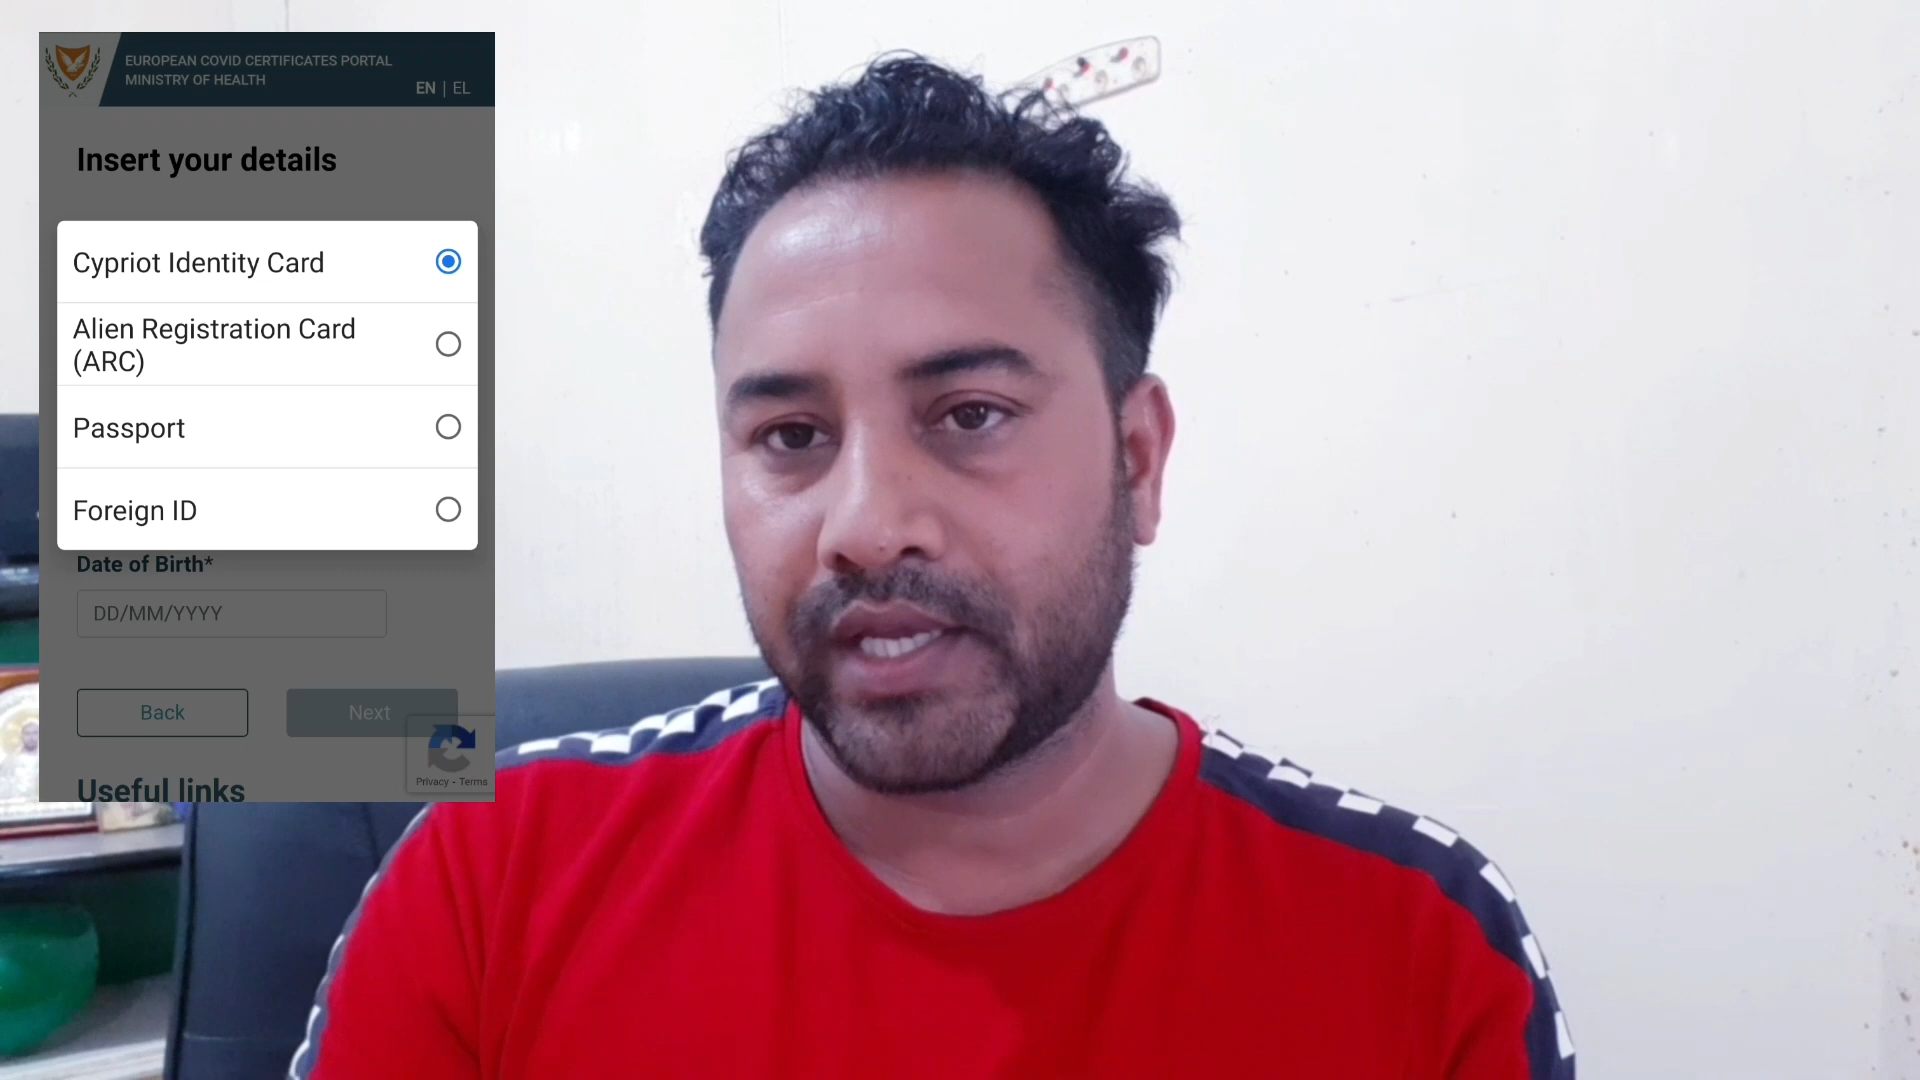 EUROPEAN COVID CERTIFICATES PORTAL
MINISTRY OF HEALTH
EN | EL
Insert your details
Cypriot Identity Card
Alien Registration Card
(ARC)
Passport
Foreign ID
Date of Birth*
DD/MM/YYYY
Back
Next
Privacy - Terms
Useful links